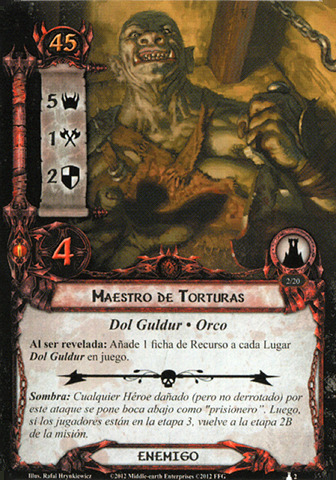 45
5
1
2
4
2/20
Maestro de Torturas
Dol Guldur • Orco
Al ser revelada: Añade 1 ficha de Recurso a cada Lugar
Dol Guldur en juego.
Sombra: Cualquier Héroe dañado (pero no derrotado) por
este ataque se pone boca abajo como "prisionero". Luego,
si los jugadores están en la etapa 3, vuelve a la etapa 2B
de la misión.
ENEMIGO
Illus. Rafał Hrynkiewicz ©2012 Middle-earth Enterprises ©2012 FFG 2